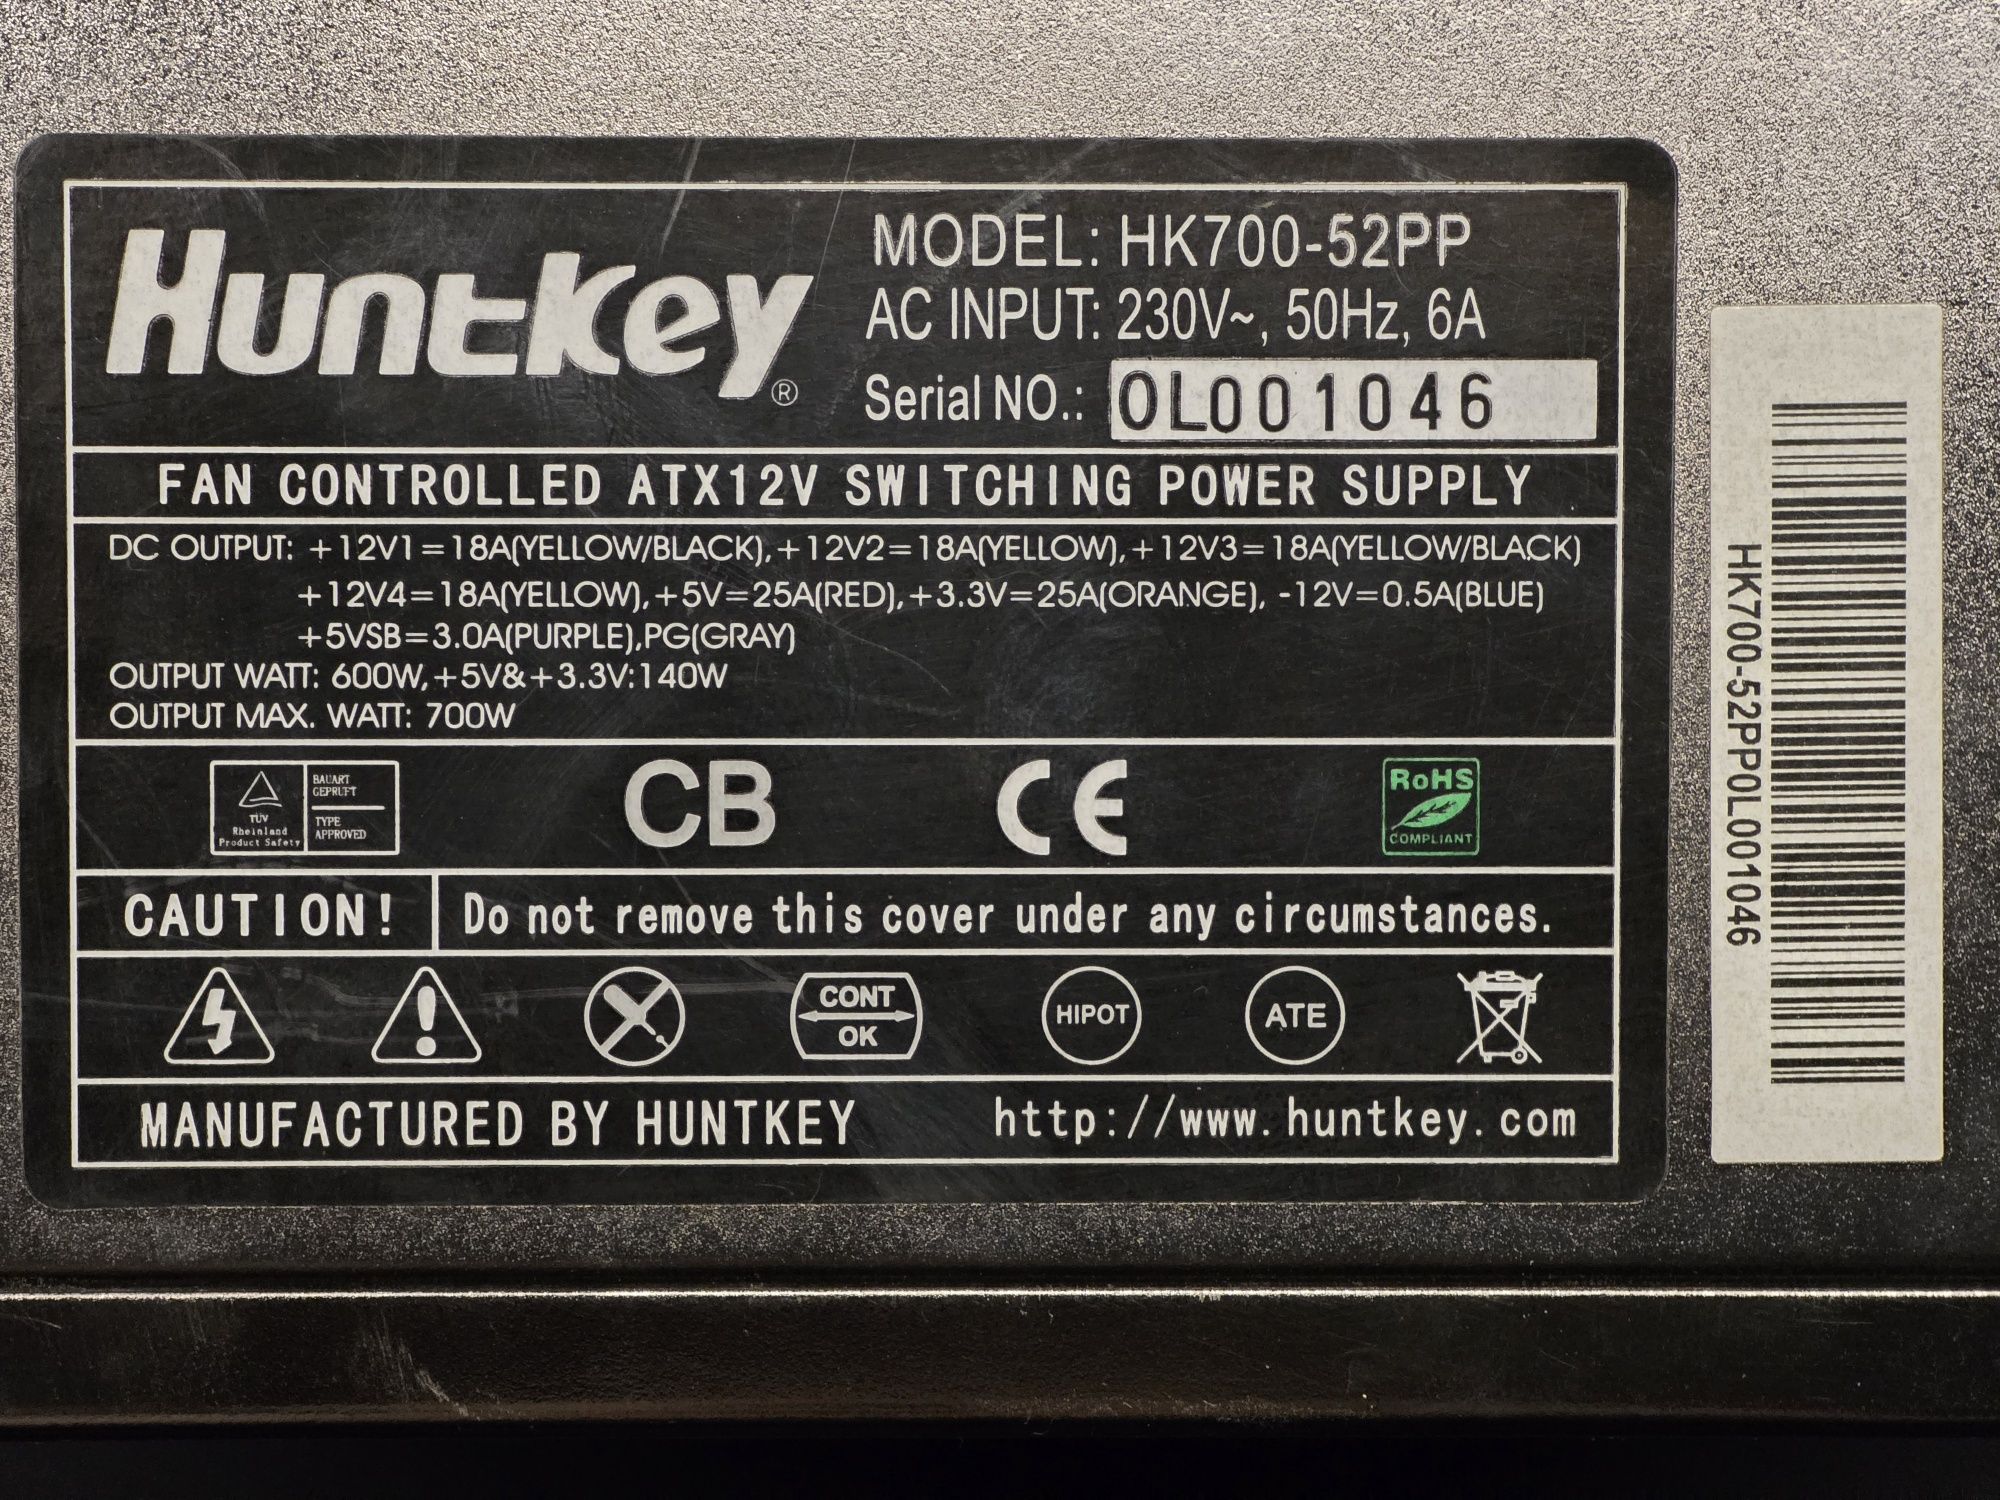 Huntkey®
MODEL: HK700-52PP
AC INPUT: 230V~, 50Hz, 6A
Serial NO.: 0L001046
FAN CONTROLLED ATX12V SWITCHING POWER SUPPLY
DC OUTPUT: +12V1=18A(YELLOW/BLACK),+12V2=18A(YELLOW),+12V3=18A(YELLOW/BLACK)
+12V4=18A(YELLOW),+5V=25A(RED),+3.3V=25A(ORANGE), -12V=0.5A(BLUE)
+5VSB=3.0A(PURPLE),PG(GRAY)
OUTPUT WATT: 600W,+5V&+3.3V:140W
OUTPUT MAX. WATT: 700W
TÜV
Rheinland
Product Safety
BAUART
GEPRUFT
TYPE
APPROVED
CB
CE
RoHS
COMPLIANT
CAUTION!
Do not remove this cover under any circumstances.
CONT
OK
HIPOT
ATE
MANUFACTURED BY HUNTKEY
http://www.huntkey.com
HK700-52PP0L001046